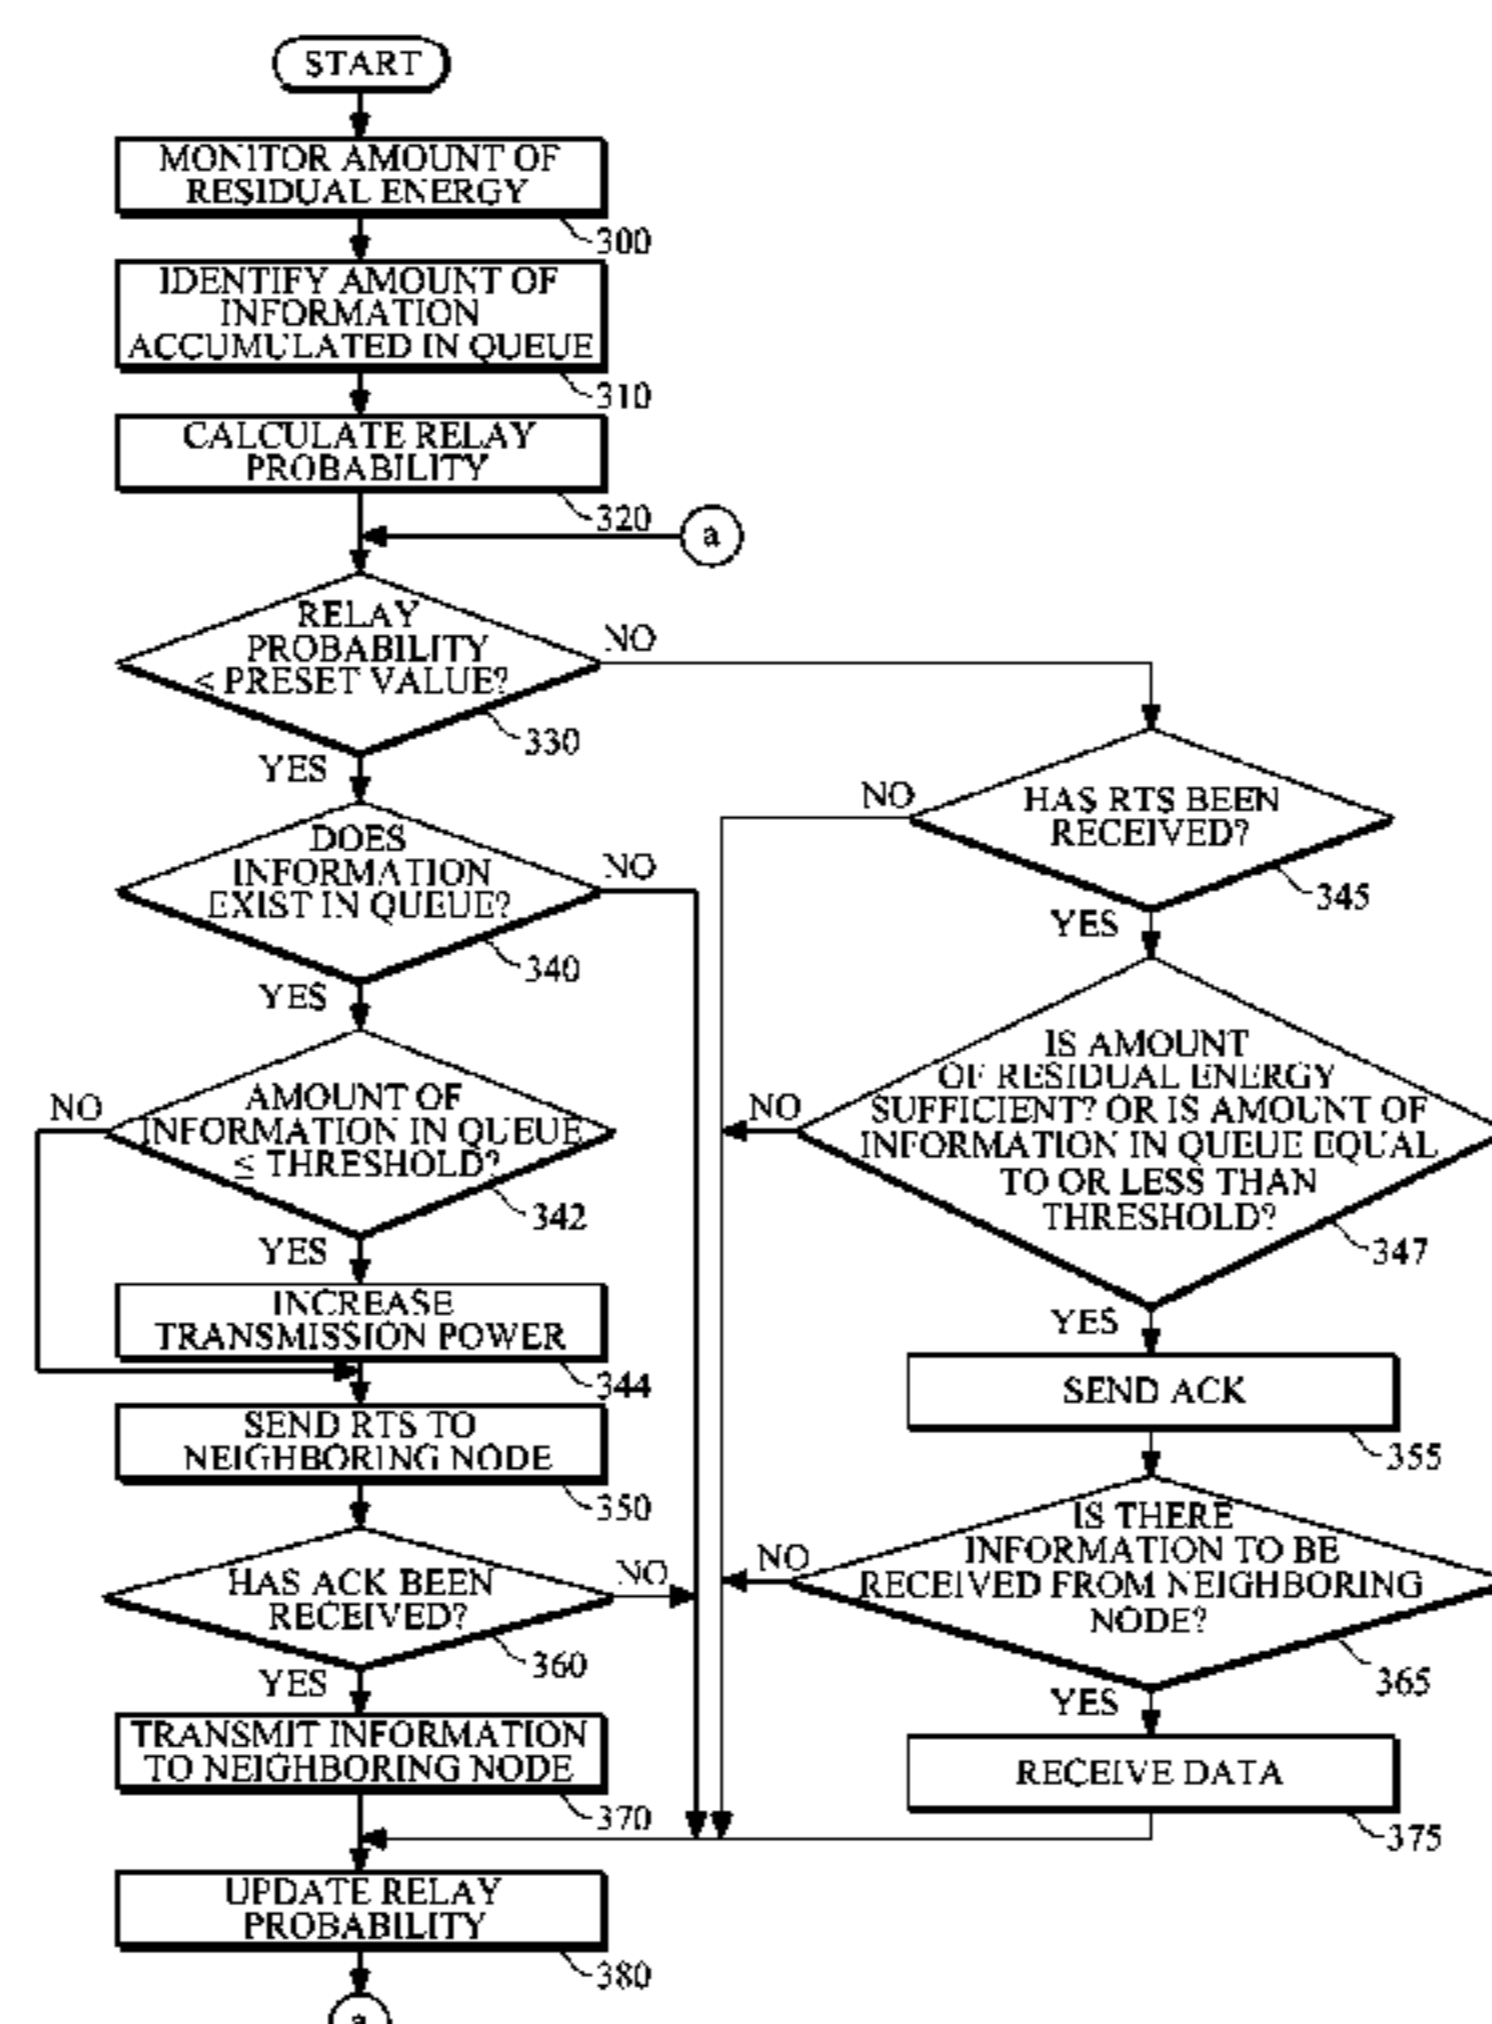 START
MONITOR AMOUNT OF
RESIDUAL ENERGY
300
IDENTIFY AMOUNT OF
INFORMATION
ACCUMULATED IN QUEUE
310
CALCULATE RELAY
PROBABILITY
320
a
RELAY
PROBABILITY
≤ PRESET VALUE?
330
NO
YES
DOES
INFORMATION
EXIST IN QUEUE?
340
NO
YES
AMOUNT OF
INFORMATION IN QUEUE
≤ THRESHOLD?
342
NO
YES
INCREASE
TRANSMISSION POWER
344
SEND RTS TO
NEIGHBORING NODE
350
HAS ACK BEEN
RECEIVED?
360
NO
YES
TRANSMIT INFORMATION
TO NEIGHBORING NODE
370
UPDATE RELAY
PROBABILITY
380
a
HAS RTS BEEN
RECEIVED?
345
NO
YES
IS AMOUNT
OF RESIDUAL ENERGY
SUFFICIENT? OR IS AMOUNT OF
INFORMATION IN QUEUE EQUAL
TO OR LESS THAN
THRESHOLD?
347
NO
YES
SEND ACK
355
IS THERE
INFORMATION TO BE
RECEIVED FROM NEIGHBORING
NODE?
365
NO
YES
RECEIVE DATA
375